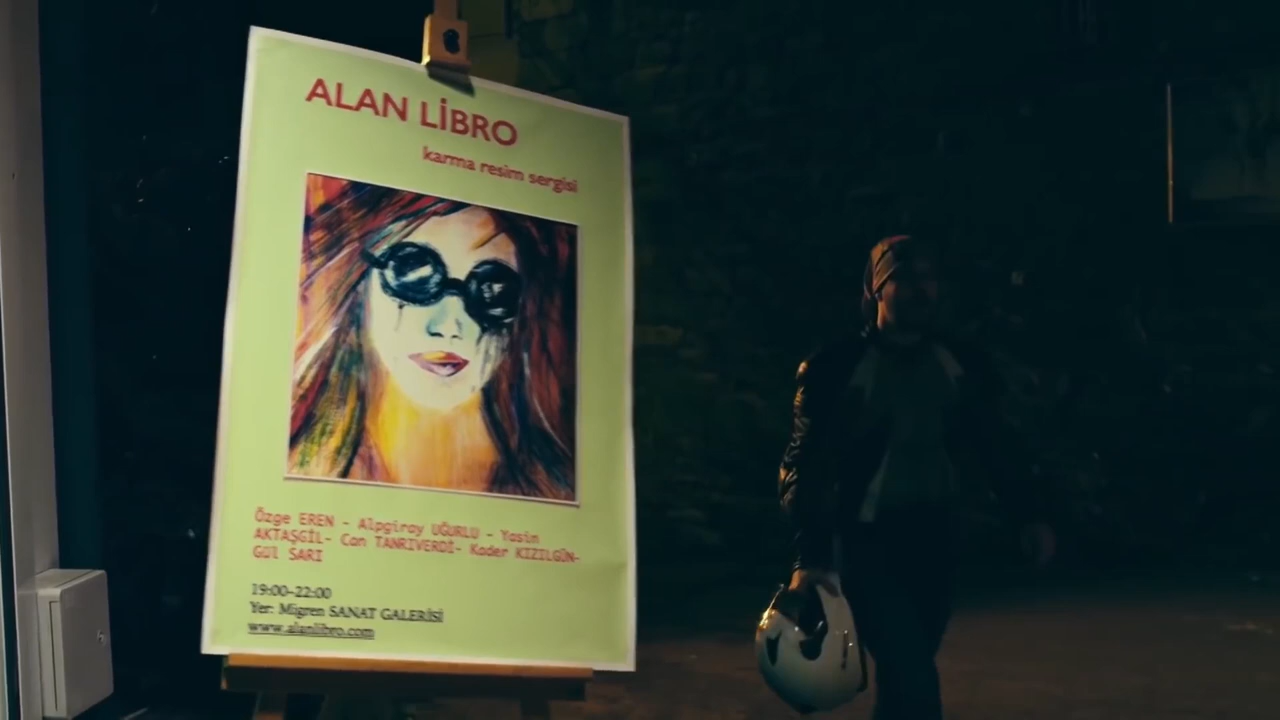 ALAN LİBRO
karma resim sergisi
Özge EREN - Alpgiray UĞURLU - Yasin
AKTAŞGİL- Can TANRIVERDİ- Kader KIZILGÜN-
Gül SARI
19:00-22:00
Yer: Migren SANAT GALERİSİ
www.alanlibro.com